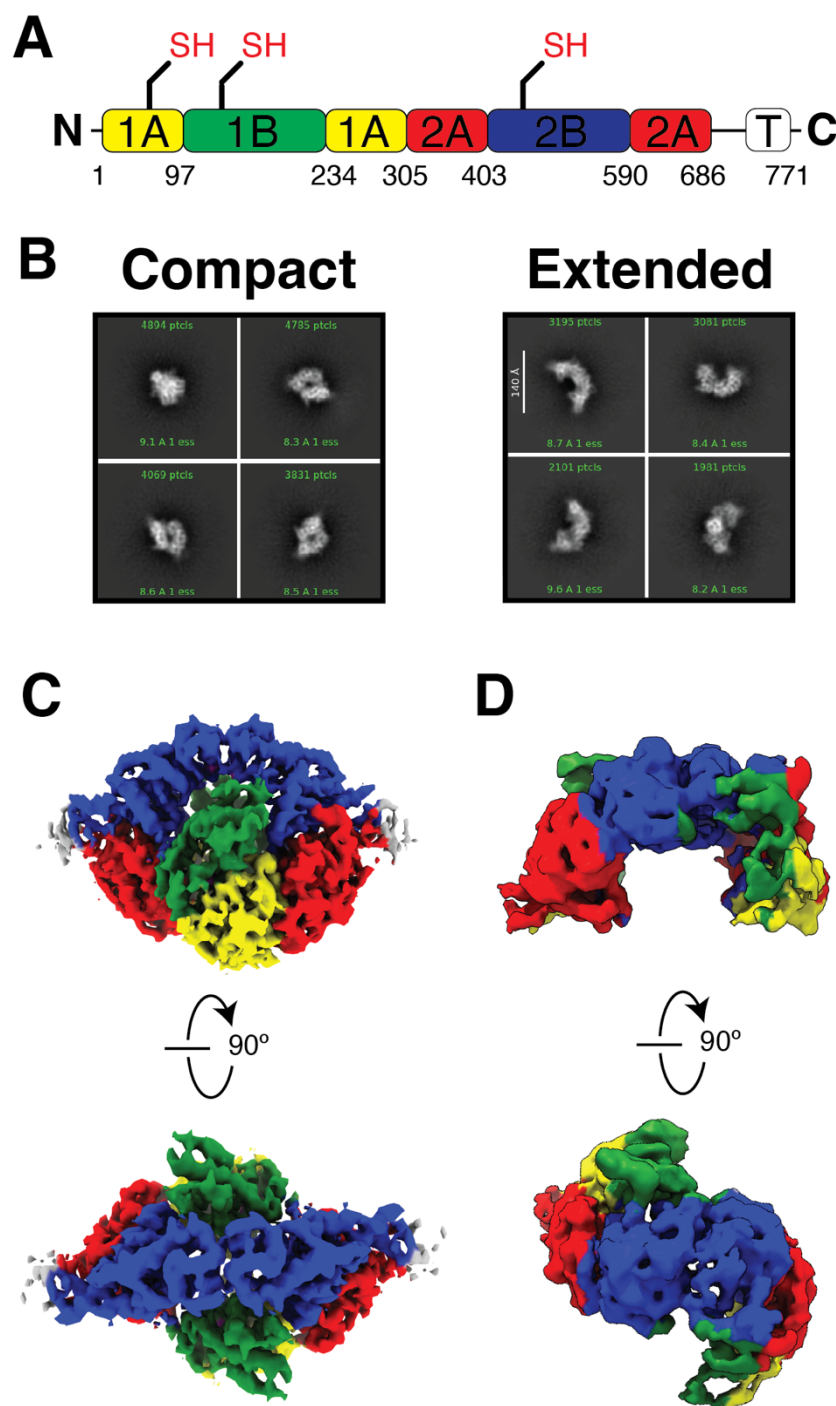 A
SH SH SH
N 1A 1B 1A 2A 2B 2A T C
1 97 234 305 403 590 686 771
B Compact Extended
4894 ptcls 4785 ptcls
9.1 A 1 ess 8.3 A 1 ess
4069 ptcls 3831 ptcls
8.6 A 1 ess 8.5 A 1 ess
3195 ptcls 3081 ptcls
140 Å
8.7 A 1 ess 8.4 A 1 ess
2101 ptcls 1981 ptcls
9.6 A 1 ess 8.2 A 1 ess
C D
90º 90º